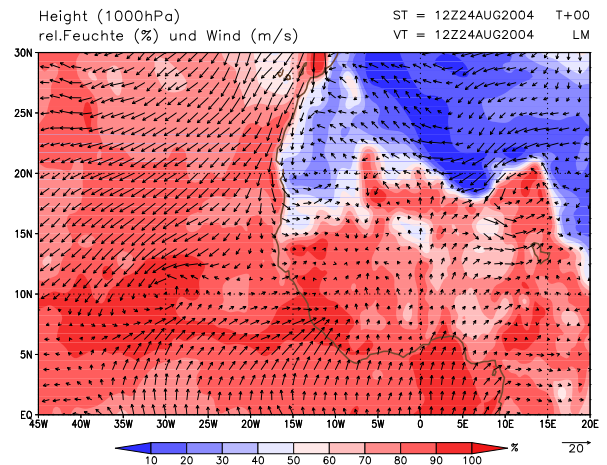 Height (1000hPa) ST = 12Z24AUG2004 T+00
rel.Feuchte (%) und Wind (m/s) VT = 12Z24AUG2004 LM
30N
25N
20N
15N
10N
5N
EQ
45W 40W 35W 30W 25W 20W 15W 10W 5W 0 5E 10E 15E 20E
10 20 30 40 50 60 70 80 90 100 %
20